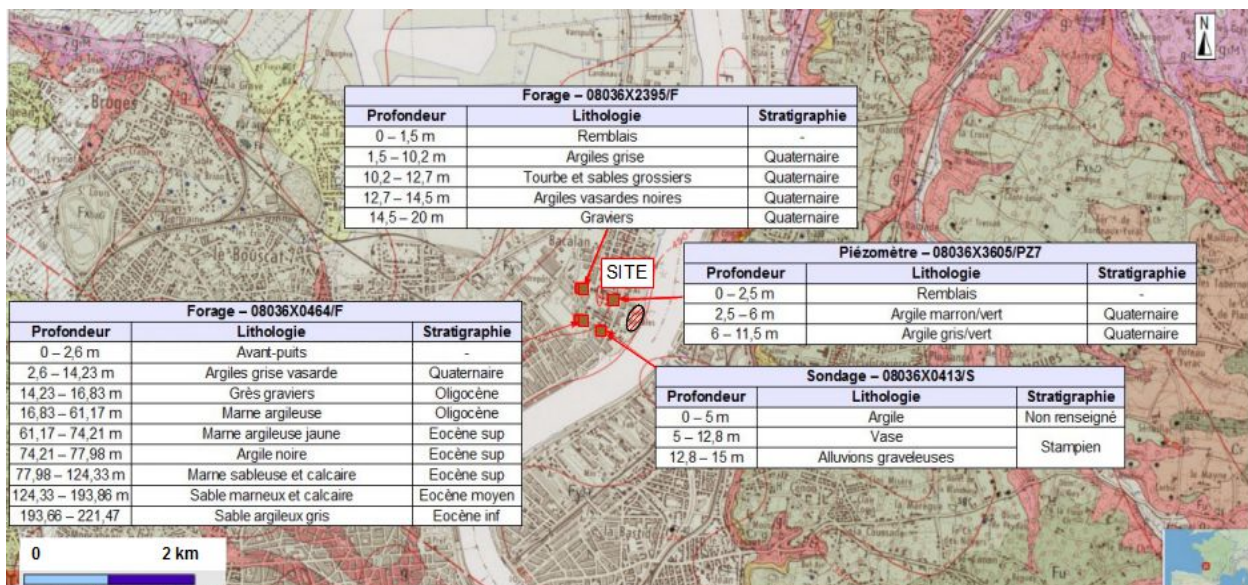 N
Bruges
le Bouscat
Bacalan
SITE
Forage – 08036X2395/F
Profondeur Lithologie Stratigraphie
0 – 1,5 m Remblais -
1,5 – 10,2 m Argiles grise Quaternaire
10,2 – 12,7 m Tourbe et sables grossiers Quaternaire
12,7 – 14,5 m Argiles vasardes noires Quaternaire
14,5 – 20 m Graviers Quaternaire
Piézomètre – 08036X3605/PZ7
Profondeur Lithologie Stratigraphie
0 – 2,5 m Remblais -
2,5 – 6 m Argile marron/vert Quaternaire
6 – 11,5 m Argile gris/vert Quaternaire
Forage – 08036X0464/F
Profondeur Lithologie Stratigraphie
0 – 2,6 m Avant-puits -
2,6 – 14,23 m Argiles grise vasarde Quaternaire
14,23 – 16,83 m Grès graviers Oligocène
16,83 – 61,17 m Marne argileuse Oligocène
61,17 – 74,21 m Marne argileuse jaune Eocène sup
74,21 – 77,98 m Argile noire Eocène sup
77,98 – 124,33 m Marne sableuse et calcaire Eocène sup
124,33 – 193,86 m Sable marneux et calcaire Eocène moyen
193,66 – 221,47 Sable argileux gris Eocène inf
Sondage – 08036X0413/S
Profondeur Lithologie Stratigraphie
0 – 5 m Argile Non renseigné
5 – 12,8 m Vase Stampien
12,8 – 15 m Alluvions graveleuses
la Bastide
0 2 km